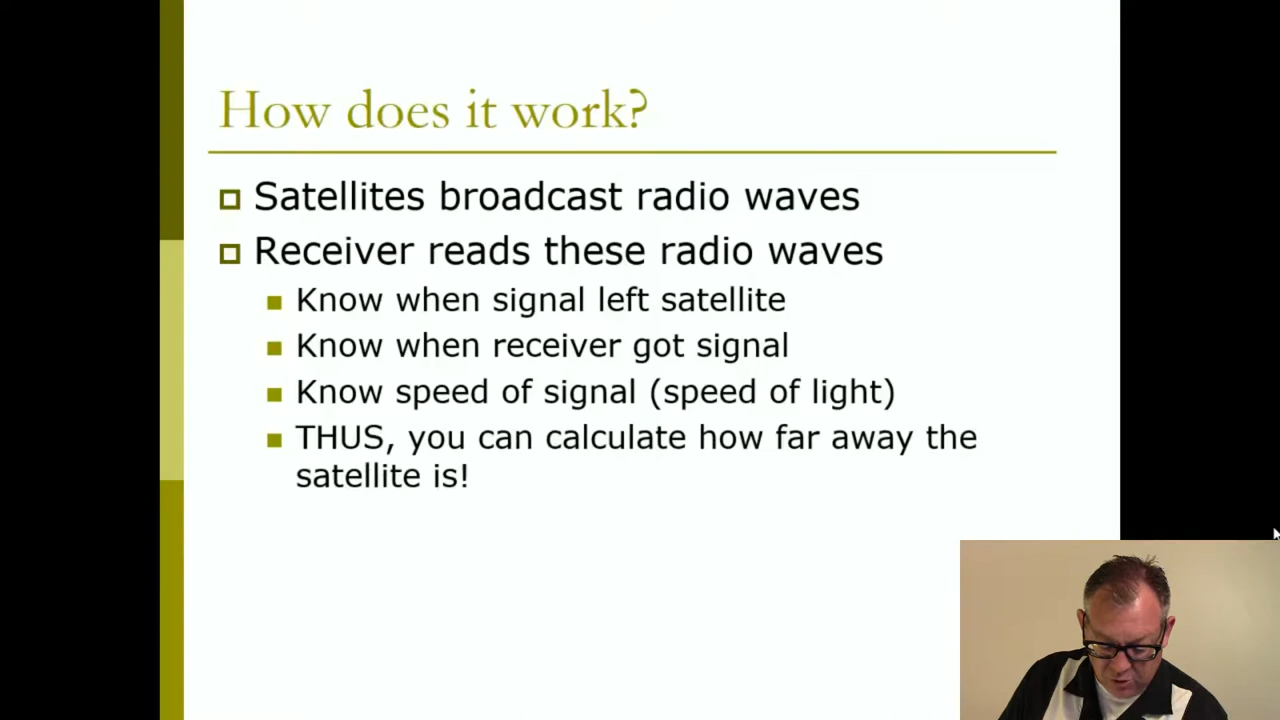 How does it work?
Satellites broadcast radio waves
Receiver reads these radio waves
Know when signal left satellite
Know when receiver got signal
Know speed of signal (speed of light)
THUS, you can calculate how far away the
satellite is!